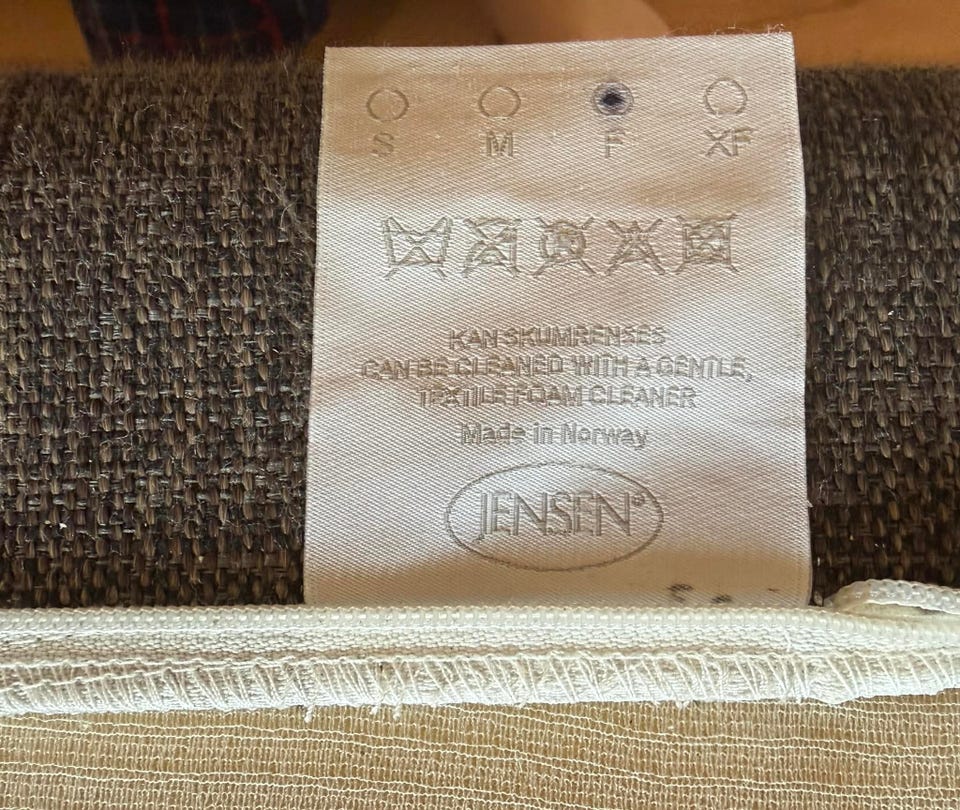 S M F XF
KAN SKUMRENSES
CAN BE CLEANED WITH A GENTLE,
TEXTILE FOAM CLEANER
Made in Norway
JENSEN®